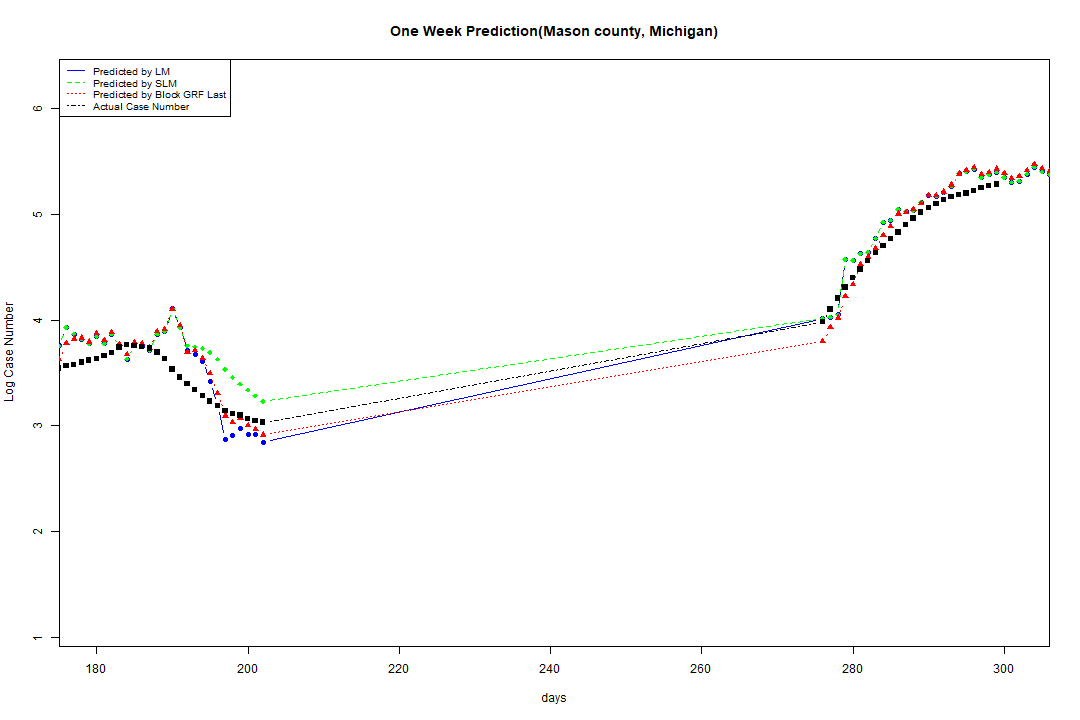 One Week Prediction(Mason county, Michigan)
Predicted by LM
Predicted by SLM
Predicted by Block GRF Last
Actual Case Number
6
5
4
3
2
1
Log Case Number
180 200 220 240 260 280 300
days